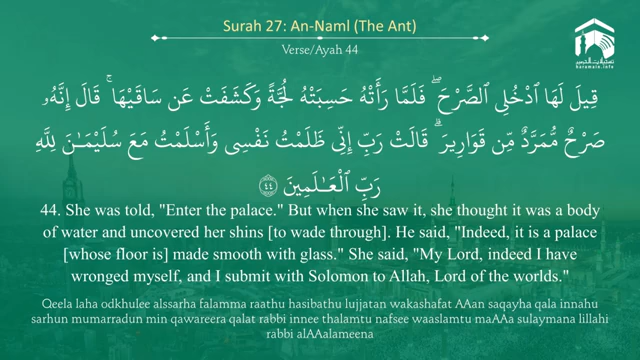 Surah 27: An-Naml (The Ant)
Verse/Ayah 44
haramain.info
قِيلَ لَهَا ٱدْخُلِى ٱلصَّرْحَ ۖ فَلَمَّا رَأَتْهُ حَسِبَتْهُ لُجَّةً وَكَشَفَتْ عَن سَاقَيْهَا ۚ قَالَ إِنَّهُۥ
صَرْحٌ مُّمَرَّدٌ مِّن قَوَارِيرَ ۗ قَالَتْ رَبِّ إِنِّى ظَلَمْتُ نَفْسِى وَأَسْلَمْتُ مَعَ سُلَيْمَـٰنَ لِلَّهِ
رَبِّ ٱلْعَـٰلَمِينَ ﴿٤٤﴾
44. She was told, "Enter the palace." But when she saw it, she thought it was a body
of water and uncovered her shins [to wade through]. He said, "Indeed, it is a palace
[whose floor is] made smooth with glass." She said, "My Lord, indeed I have
wronged myself, and I submit with Solomon to Allah, Lord of the worlds."
Qeela laha odkhulee alssarha falamma raathu hasibathu lujjatan wakashafat AAan saqayha qala innahu
sarhun mumarradun min qawareera qalat rabbi innee thalamtu nafsee waaslamtu maAAa sulaymana lillahi
rabbi alAAalameena